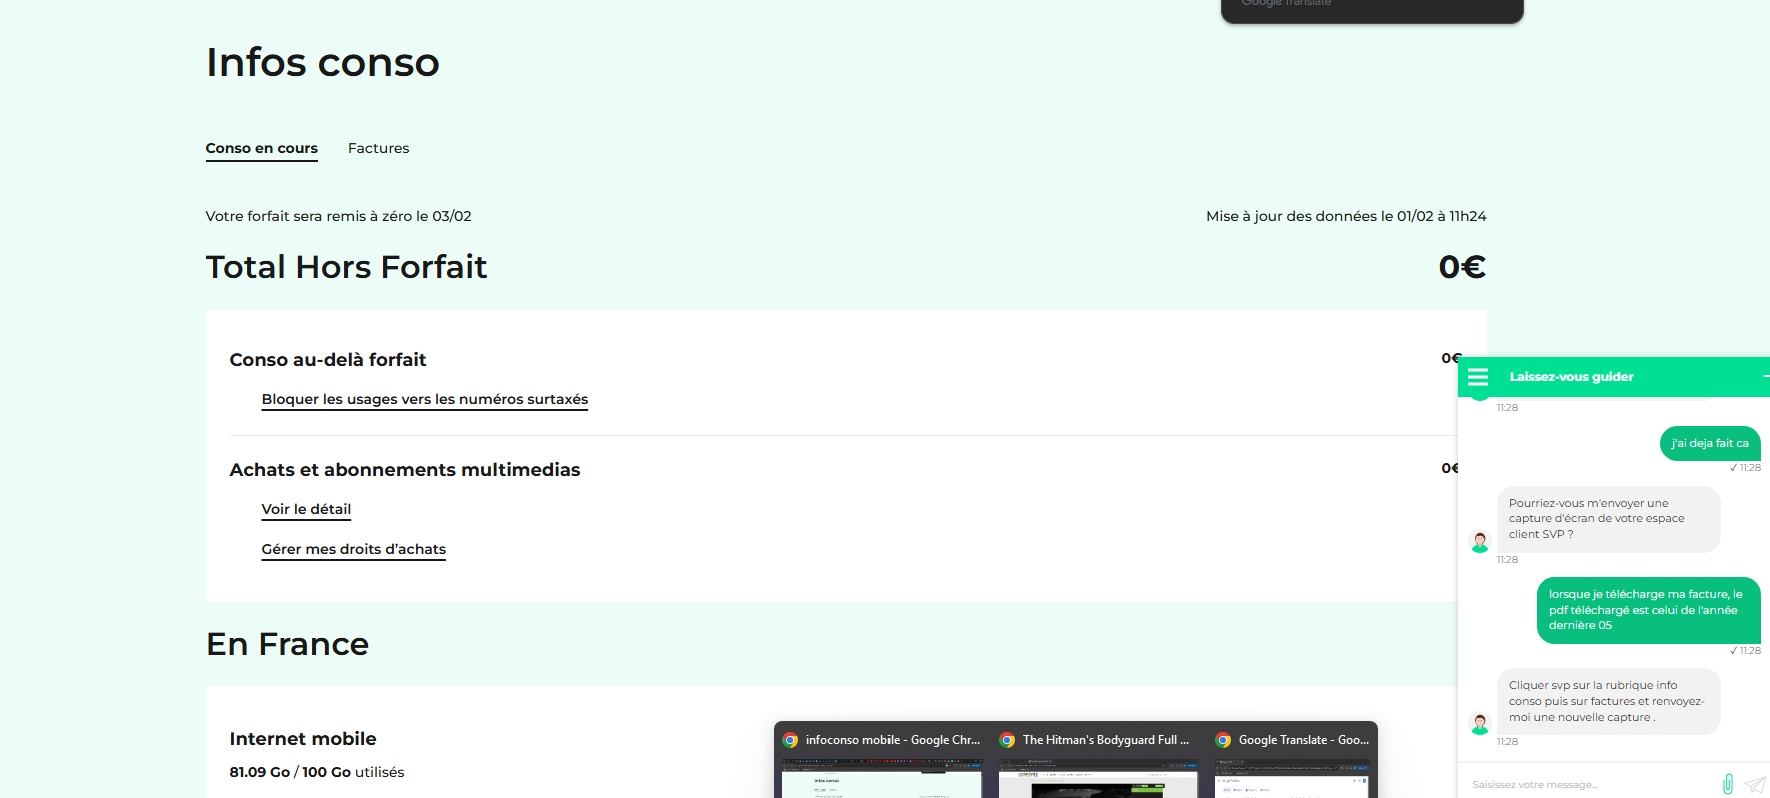 Google Translate
Infos conso
Conso en cours
Factures
Votre forfait sera remis à zéro le 03/02
Mise à jour des données le 01/02 à 11h24
Total Hors Forfait
0€
Conso au-delà forfait
0€
Bloquer les usages vers les numéros surtaxés
Achats et abonnements multimedias
0€
Voir le détail
Gérer mes droits d’achats
En France
Internet mobile
81.09 Go / 100 Go utilisés
infoconso mobile - Google Chr...
The Hitman's Bodyguard Full ...
Google Translate - Goo...
Infos conso
Laissez-vous guider
11:28
j'ai deja fait ca
✓ 11:28
Pourriez-vous m'envoyer une
capture d'écran de votre espace
client SVP ?
11:28
lorsque je télécharge ma facture, le
pdf téléchargé est celui de l'année
dernière 05
✓ 11:28
Cliquer svp sur la rubrique info
conso puis sur factures et renvoyez-
moi une nouvelle capture .
11:28
Saisissez votre message...